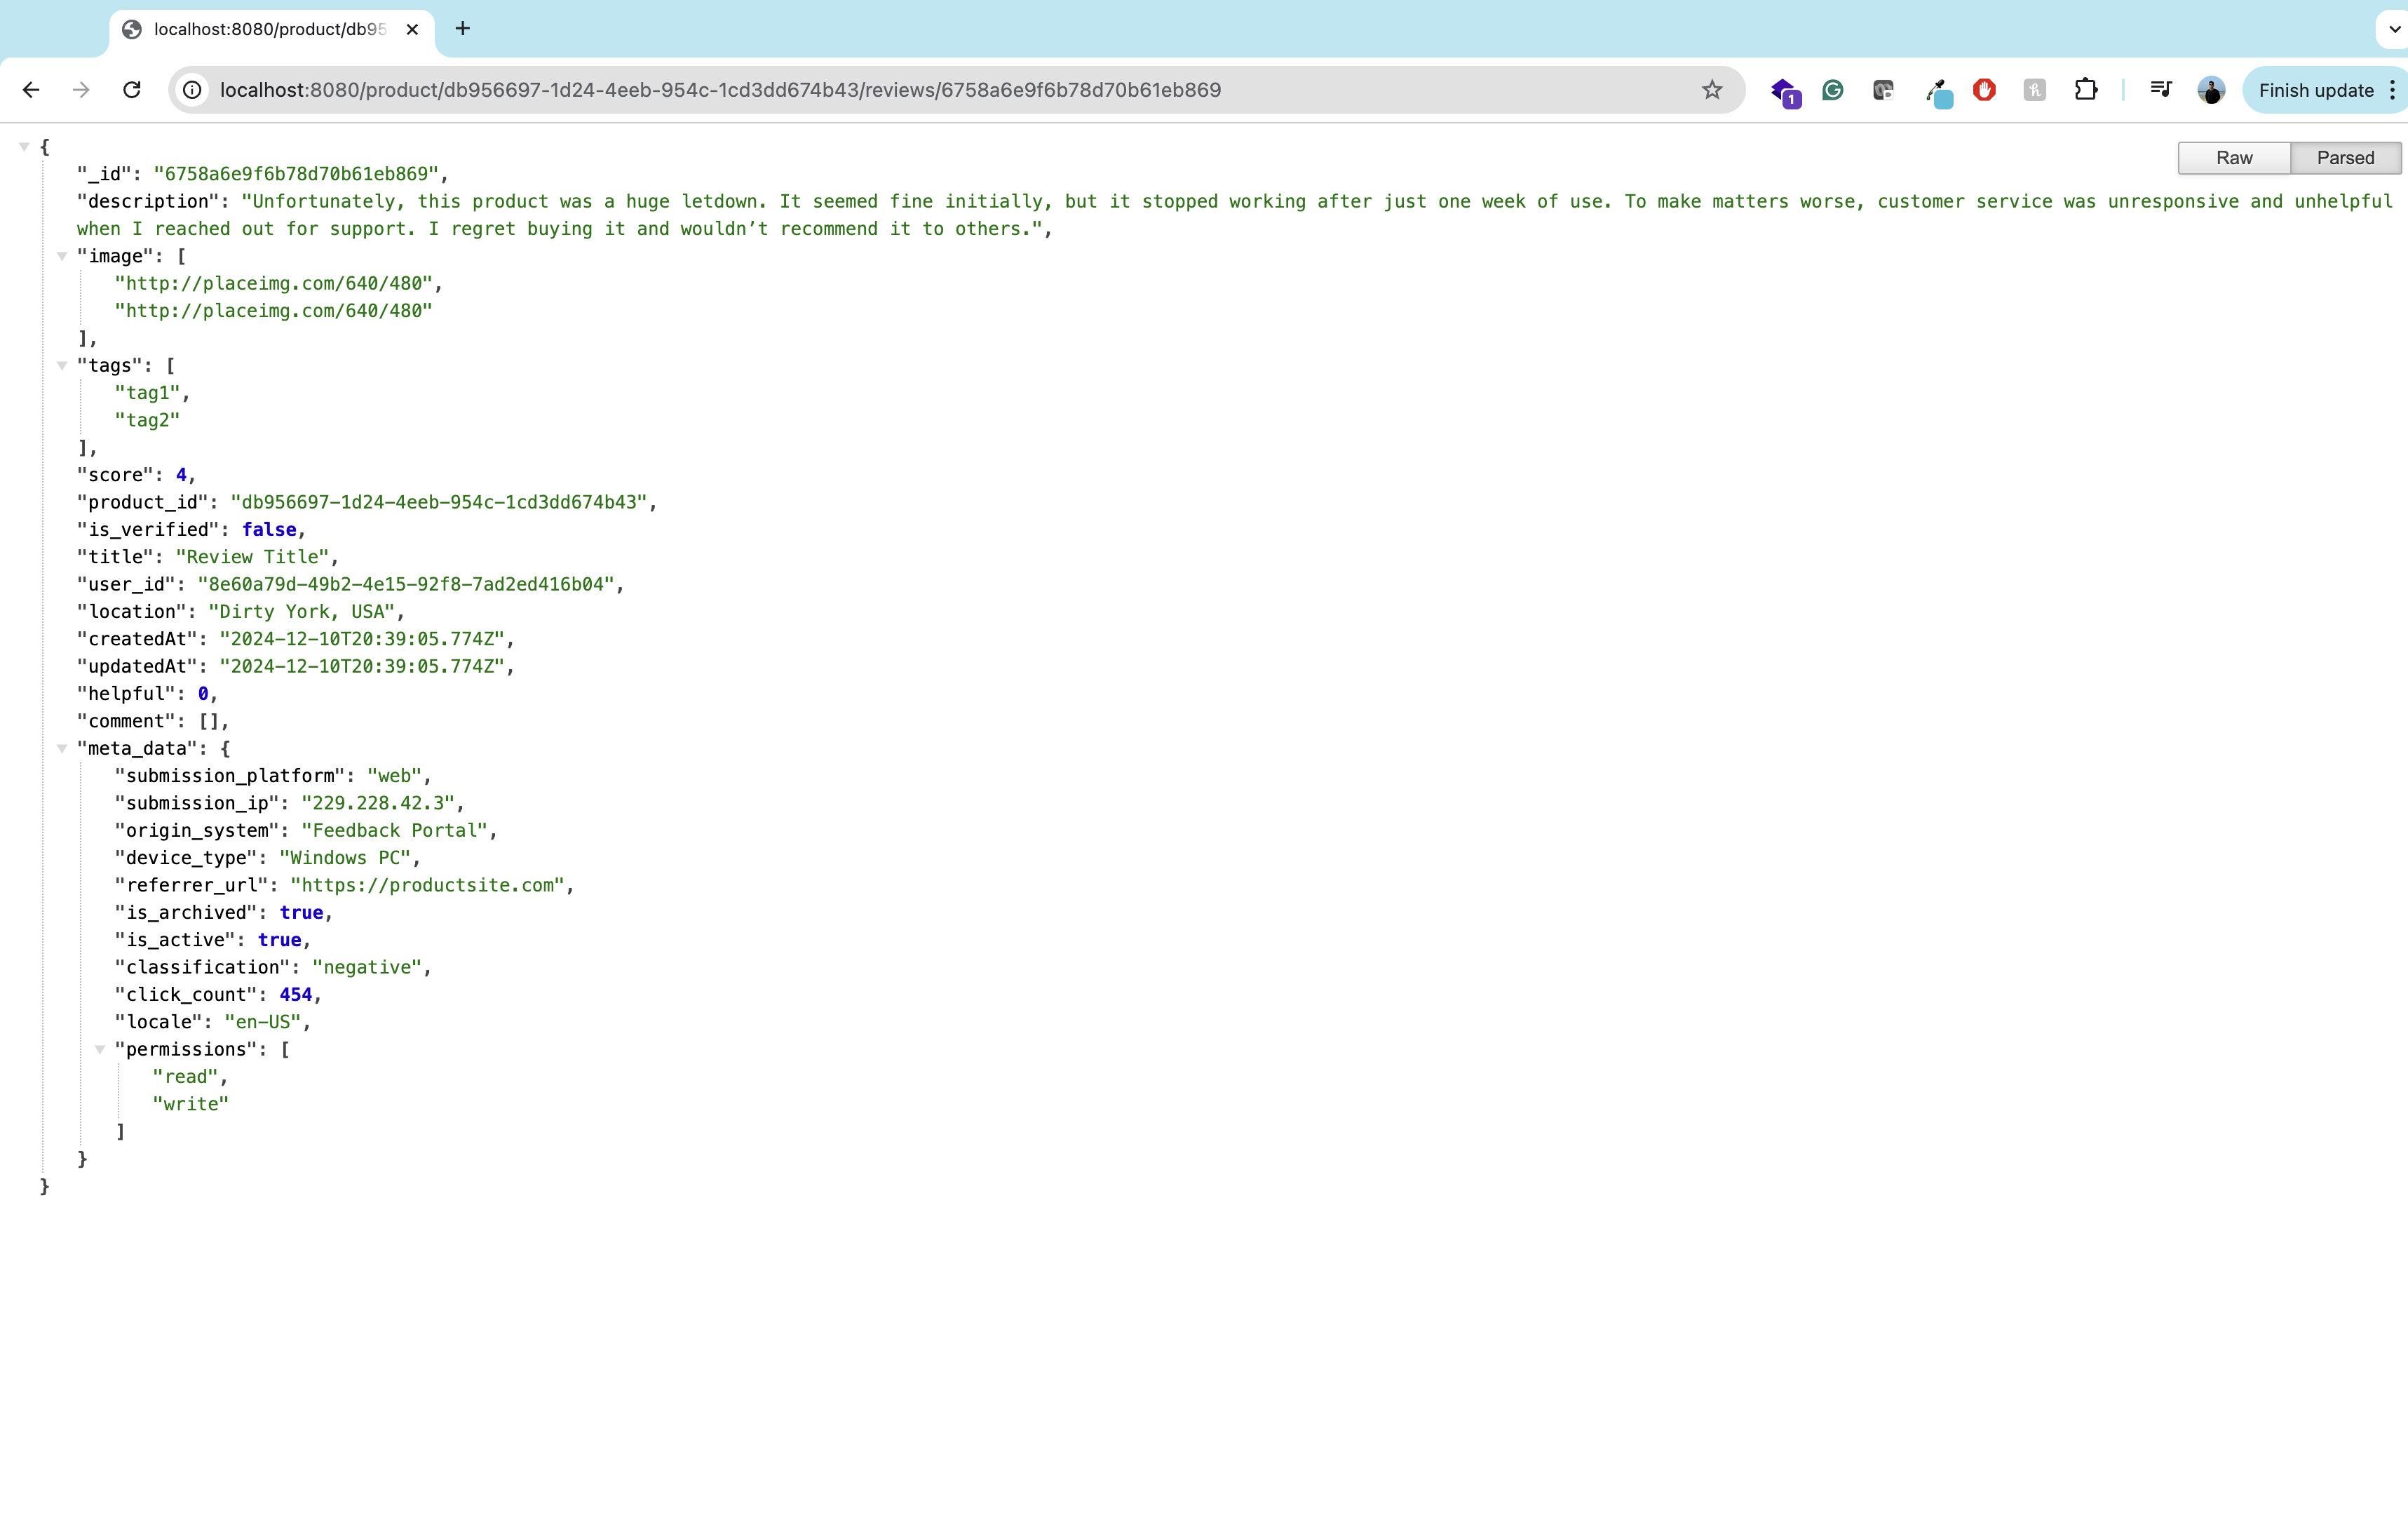 localhost:8080/product/db95
localhost:8080/product/db956697-1d24-4eeb-954c-1cd3dd674b43/reviews/6758a6e9f6b78d70b61eb869
1
Finish update
Raw
Parsed
{
"_id": "6758a6e9f6b78d70b61eb869",
"description": "Unfortunately, this product was a huge letdown. It seemed fine initially, but it stopped working after just one week of use. To make matters worse, customer service was unresponsive and unhelpful
when I reached out for support. I regret buying it and wouldn’t recommend it to others.",
"image": [
"http://placeimg.com/640/480",
"http://placeimg.com/640/480"
],
"tags": [
"tag1",
"tag2"
],
"score": 4,
"product_id": "db956697-1d24-4eeb-954c-1cd3dd674b43",
"is_verified": false,
"title": "Review Title",
"user_id": "8e60a79d-49b2-4e15-92f8-7ad2ed416b04",
"location": "Dirty York, USA",
"createdAt": "2024-12-10T20:39:05.774Z",
"updatedAt": "2024-12-10T20:39:05.774Z",
"helpful": 0,
"comment": [],
"meta_data": {
"submission_platform": "web",
"submission_ip": "229.228.42.3",
"origin_system": "Feedback Portal",
"device_type": "Windows PC",
"referrer_url": "https://productsite.com",
"is_archived": true,
"is_active": true,
"classification": "negative",
"click_count": 454,
"locale": "en-US",
"permissions": [
"read",
"write"
]
}
}